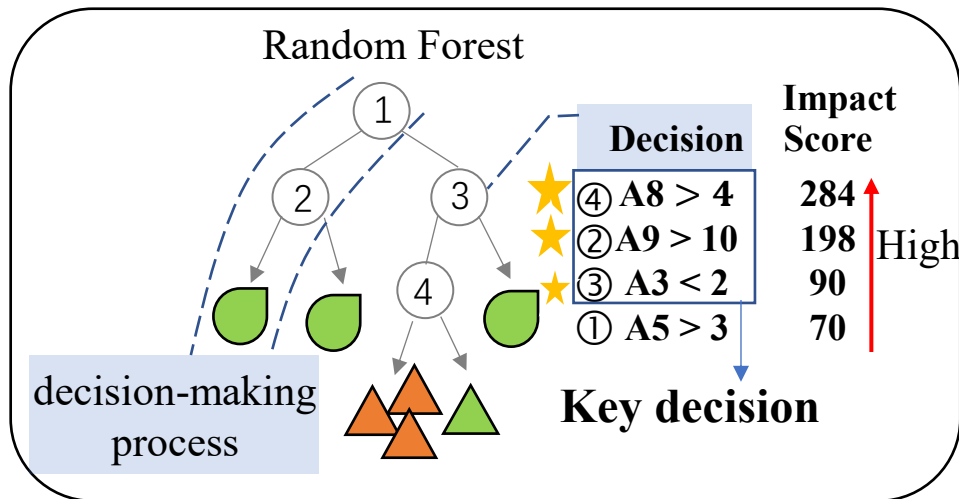 Random Forest
①
②
③
④
decision-making
process
Decision
Impact
Score
④ A8 > 4 284
② A9 > 10 198
③ A3 < 2 90
① A5 > 3 70
High
Key decision